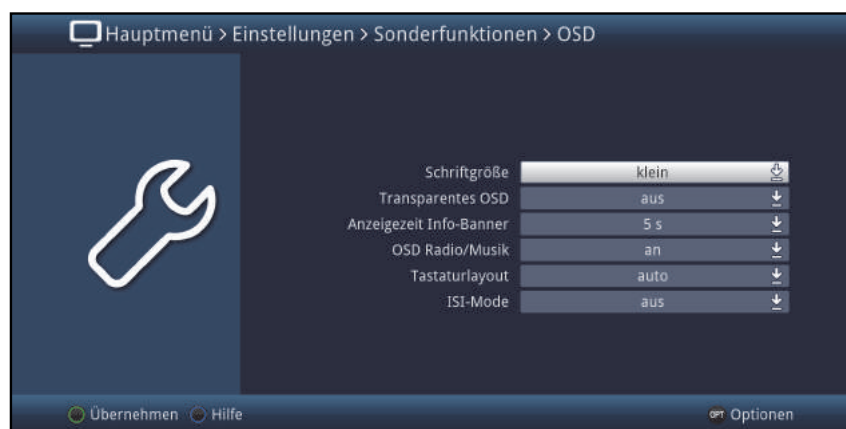 Hauptmenü > Einstellungen > Sonderfunktionen > OSD
Schriftgröße klein
Transparentes OSD aus
Anzeigezeit Info-Banner 5 s
OSD Radio/Musik an
Tastaturlayout auto
ISI-Mode aus
Übernehmen Hilfe OPT Optionen